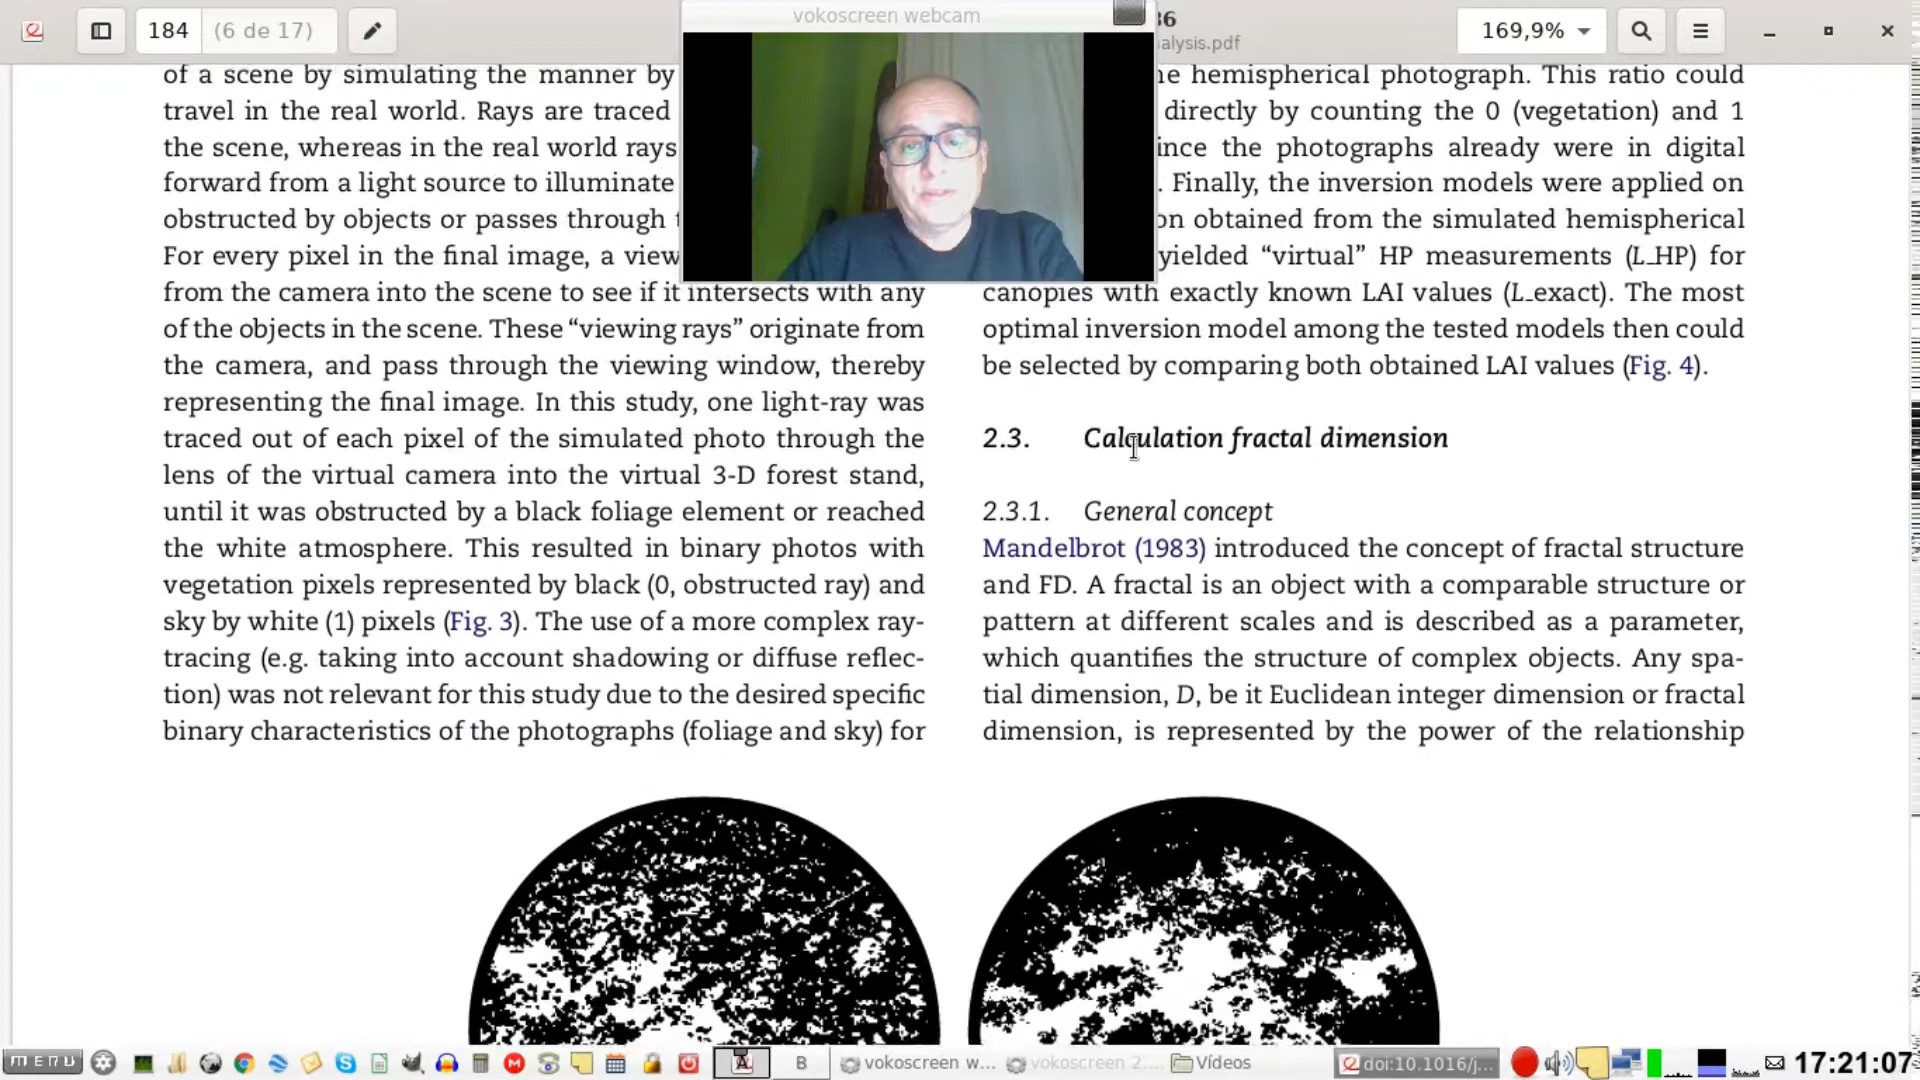 184
(6 de 17)
vokoscreen webcam
36
alysis.pdf
169,9%
of a scene by simulating the manner by
travel in the real world. Rays are traced
the scene, whereas in the real world rays
forward from a light source to illuminate
obstructed by objects or passes through
For every pixel in the final image, a view
from the camera into the scene to see if it intersects with any
of the objects in the scene. These “viewing rays” originate from
the camera, and pass through the viewing window, thereby
representing the final image. In this study, one light-ray was
traced out of each pixel of the simulated photo through the
lens of the virtual camera into the virtual 3-D forest stand,
until it was obstructed by a black foliage element or reached
the white atmosphere. This resulted in binary photos with
vegetation pixels represented by black (0, obstructed ray) and
sky by white (1) pixels (Fig. 3). The use of a more complex ray-
tracing (e.g. taking into account shadowing or diffuse reflec-
tion) was not relevant for this study due to the desired specific
binary characteristics of the photographs (foliage and sky) for
hemispherical photograph. This ratio could
directly by counting the 0 (vegetation) and 1
ince the photographs already were in digital
. Finally, the inversion models were applied on
on obtained from the simulated hemispherical
yielded “virtual” HP measurements (L_HP) for
canopies with exactly known LAI values (L_exact). The most
optimal inversion model among the tested models then could
be selected by comparing both obtained LAI values (Fig. 4).
2.3. Calculation fractal dimension
2.3.1. General concept
Mandelbrot (1983) introduced the concept of fractal structure
and FD. A fractal is an object with a comparable structure or
pattern at different scales and is described as a parameter,
which quantifies the structure of complex objects. Any spa-
tial dimension, D, be it Euclidean integer dimension or fractal
dimension, is represented by the power of the relationship
MENU
B
vokoscreen w...
vokoscreen 2....
Vídeos
doi:10.1016/j...
17:21:07